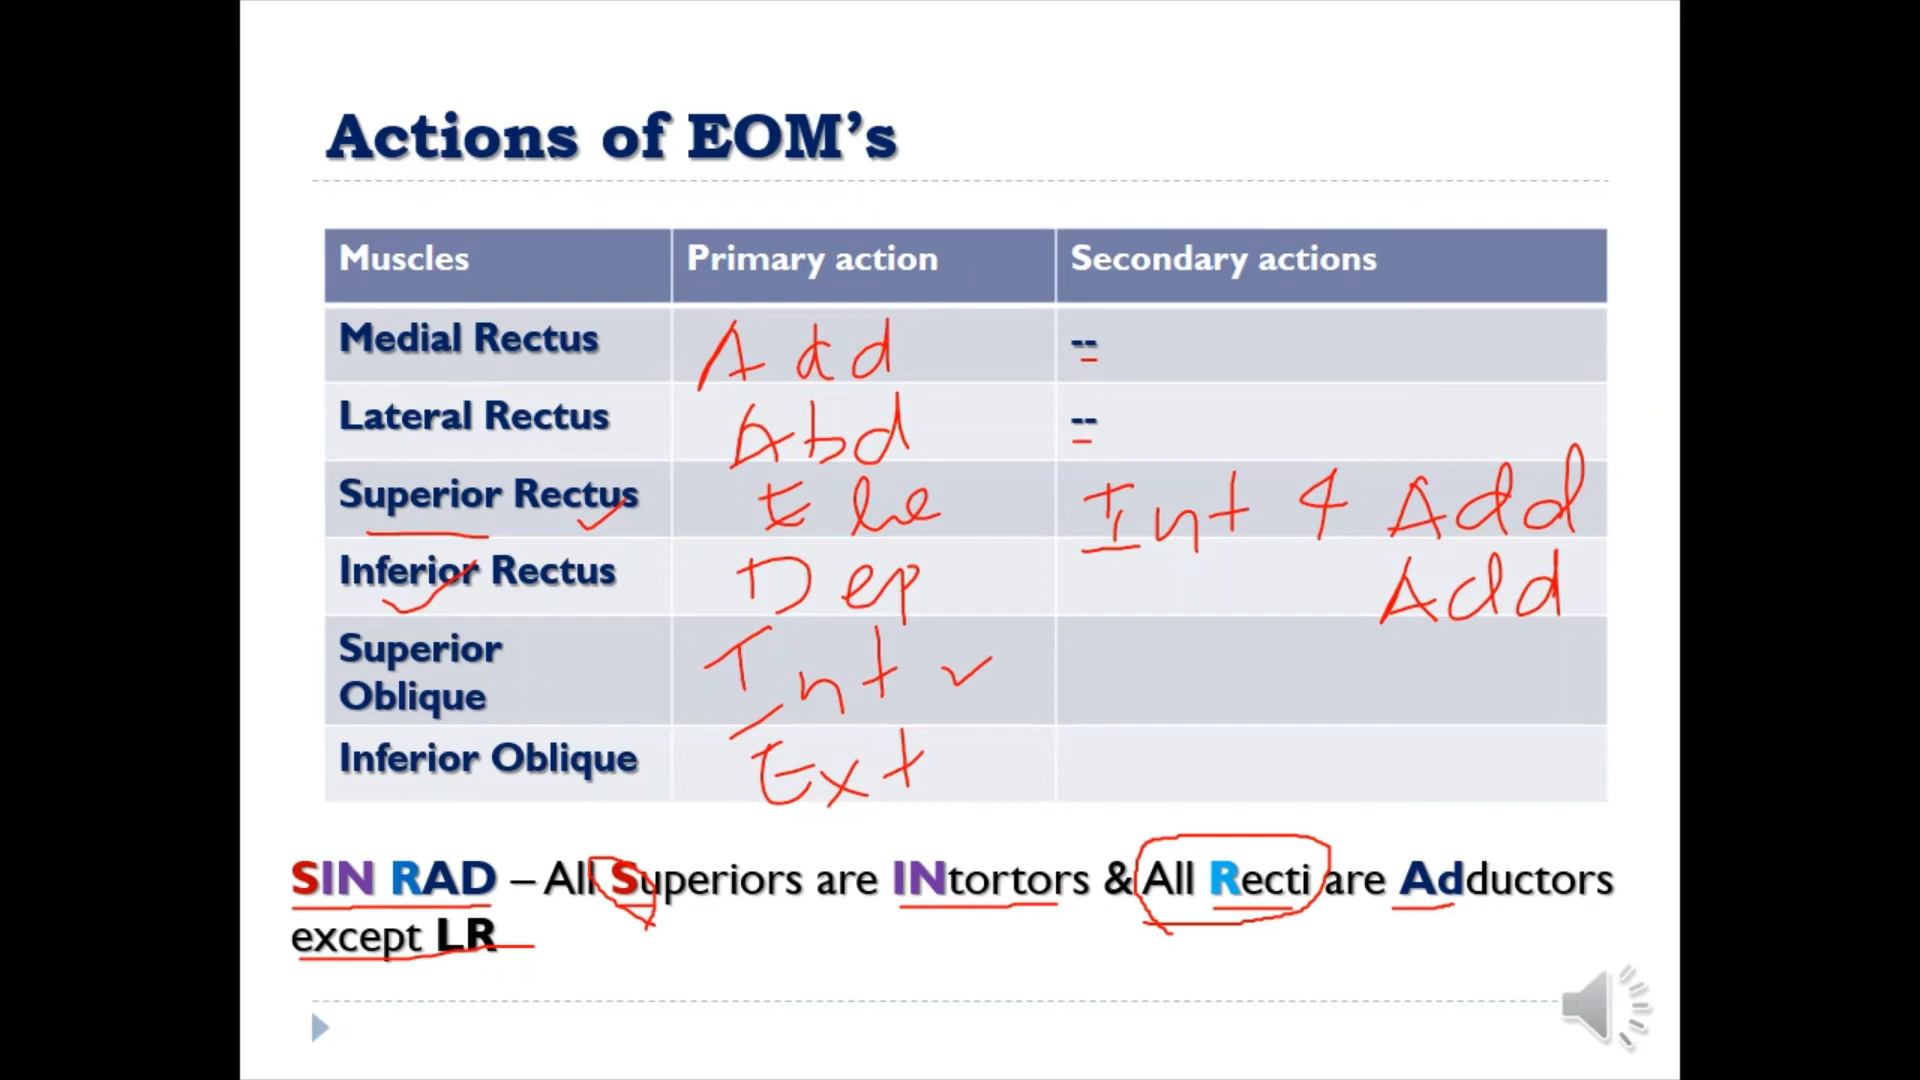 Actions of EOM's
Muscles Primary action Secondary actions
Medial Rectus Add --
Lateral Rectus Abd --
Superior Rectus Ele Int & Add
Inferior Rectus Dep Add
Superior
Oblique Int
Inferior Oblique Ext
SIN RAD – All Superiors are INtortors & All Recti are Adductors
except LR